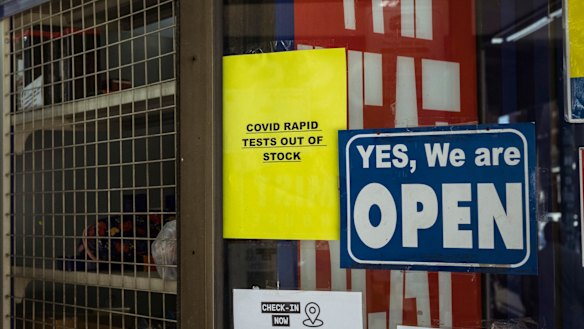 COVID RAPID
TESTS OUT OF
STOCK
YES, We are
OPEN
CHECK-IN
NOW